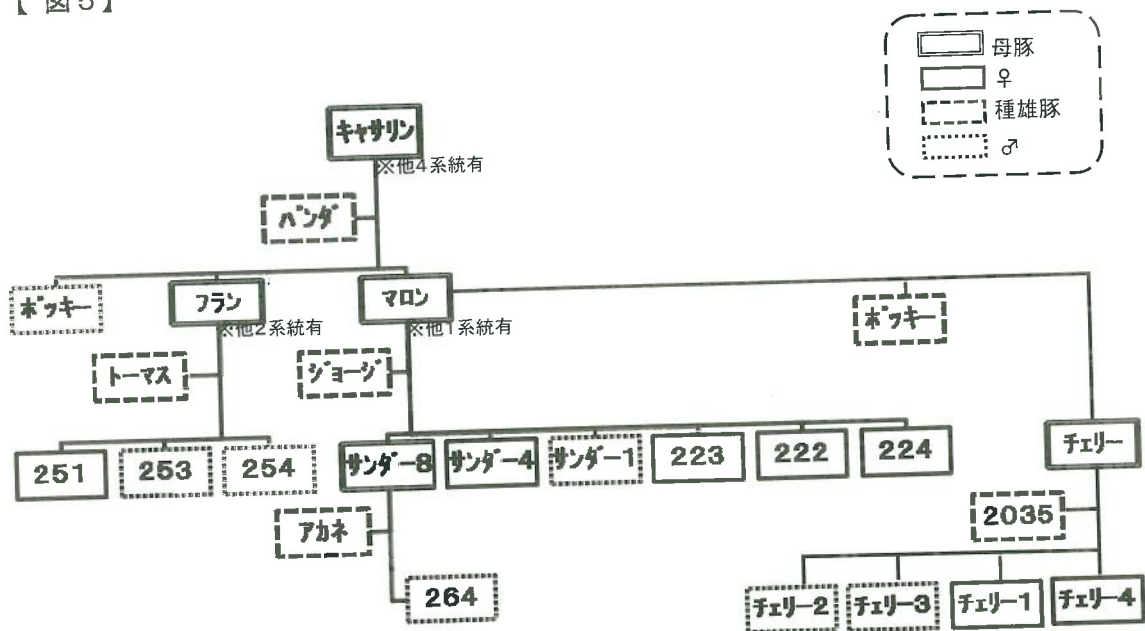 【 図5】
母豚
♀
種雄豚
♂
キャサリン
※他4系統有
パンダ
ポッキー
フラン
マロン
※他2系統有
※他1系統有
ポッキー
トーマス
ジョージ
251
253
254
サンダー8
サンダー4
サンダー1
223
222
224
チェリー
アカネ
2035
264
チェリー2
チェリー3
チェリー1
チェリー4